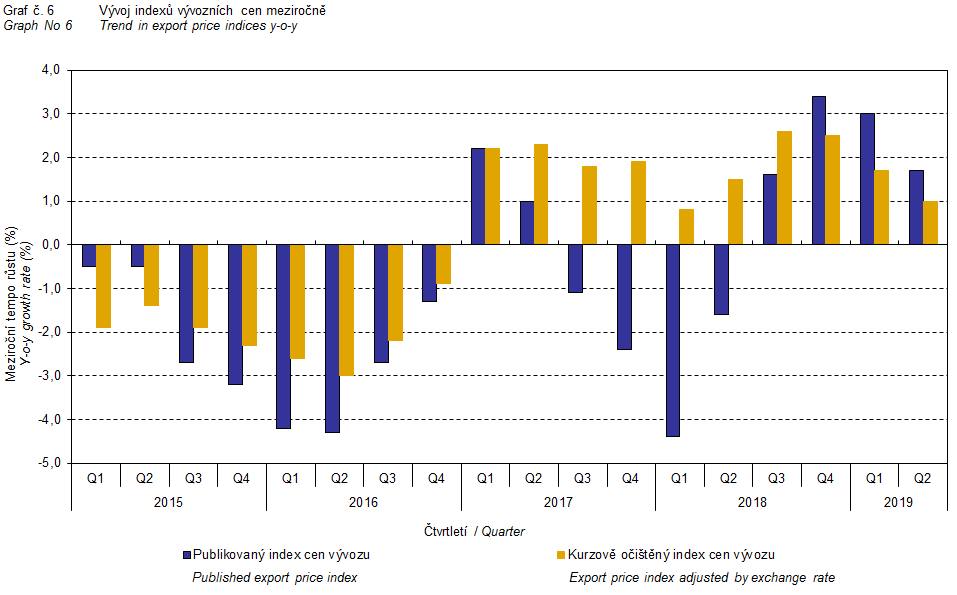 Graf č. 6 Vývoj indexů vývozních cen meziročně
Graph No 6 Trend in export price indices y-o-y
Meziroční tempo růstu (%)
Y-o-y growth rate (%)
4,0
3,0
2,0
1,0
0,0
-1,0
-2,0
-3,0
-4,0
-5,0
Q1 Q2 Q3 Q4 Q1 Q2 Q3 Q4 Q1 Q2 Q3 Q4 Q1 Q2 Q3 Q4 Q1 Q2
2015 2016 2017 2018 2019
Čtvrtletí / Quarter
Publikovaný index cen vývozu Kurzově očištěný index cen vývozu
Published export price index Export price index adjusted by exchange rate